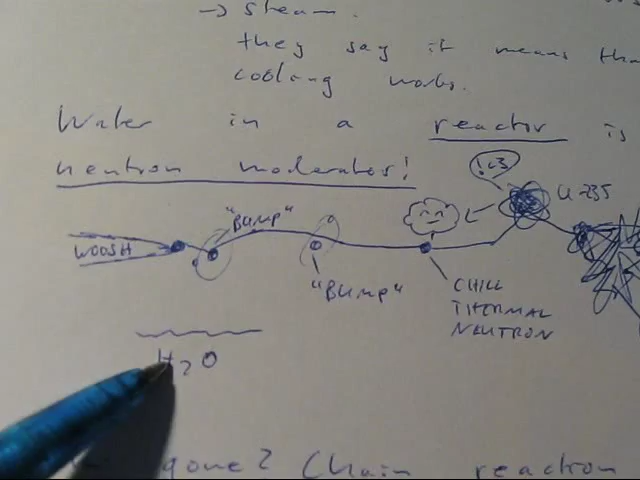 -> Steam.
they say it means tha
cooling works.
Water in a reactor is
neutron moderator!
U-235
"BUMP"
WOOSH
"BUMP"
CHILL
THERMAL
NEUTRON
H2O
gone? Chain reaction